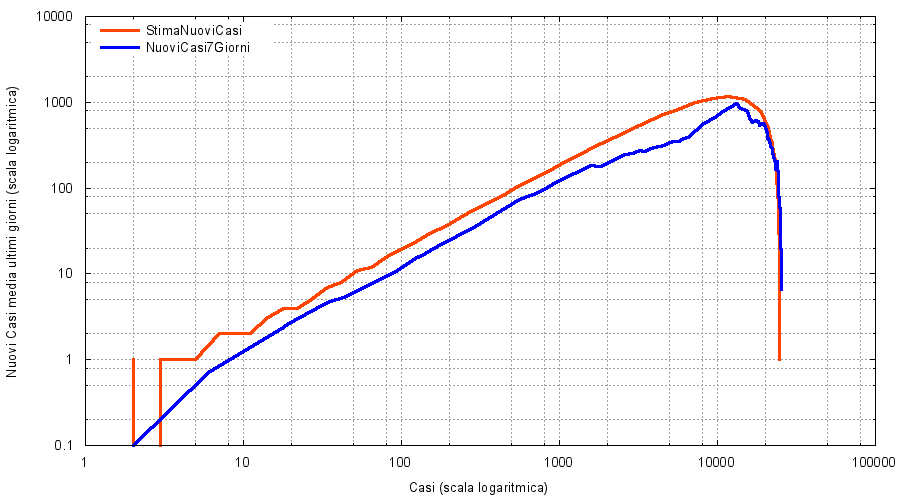 10000
1000
100
10
1
0.1
StimaNuoviCasi
NuoviCasi7Giorni
Nuovi Casi media ultimi giorni (scala logaritmica)
1 10 100 1000 10000 100000
Casi (scala logaritmica)